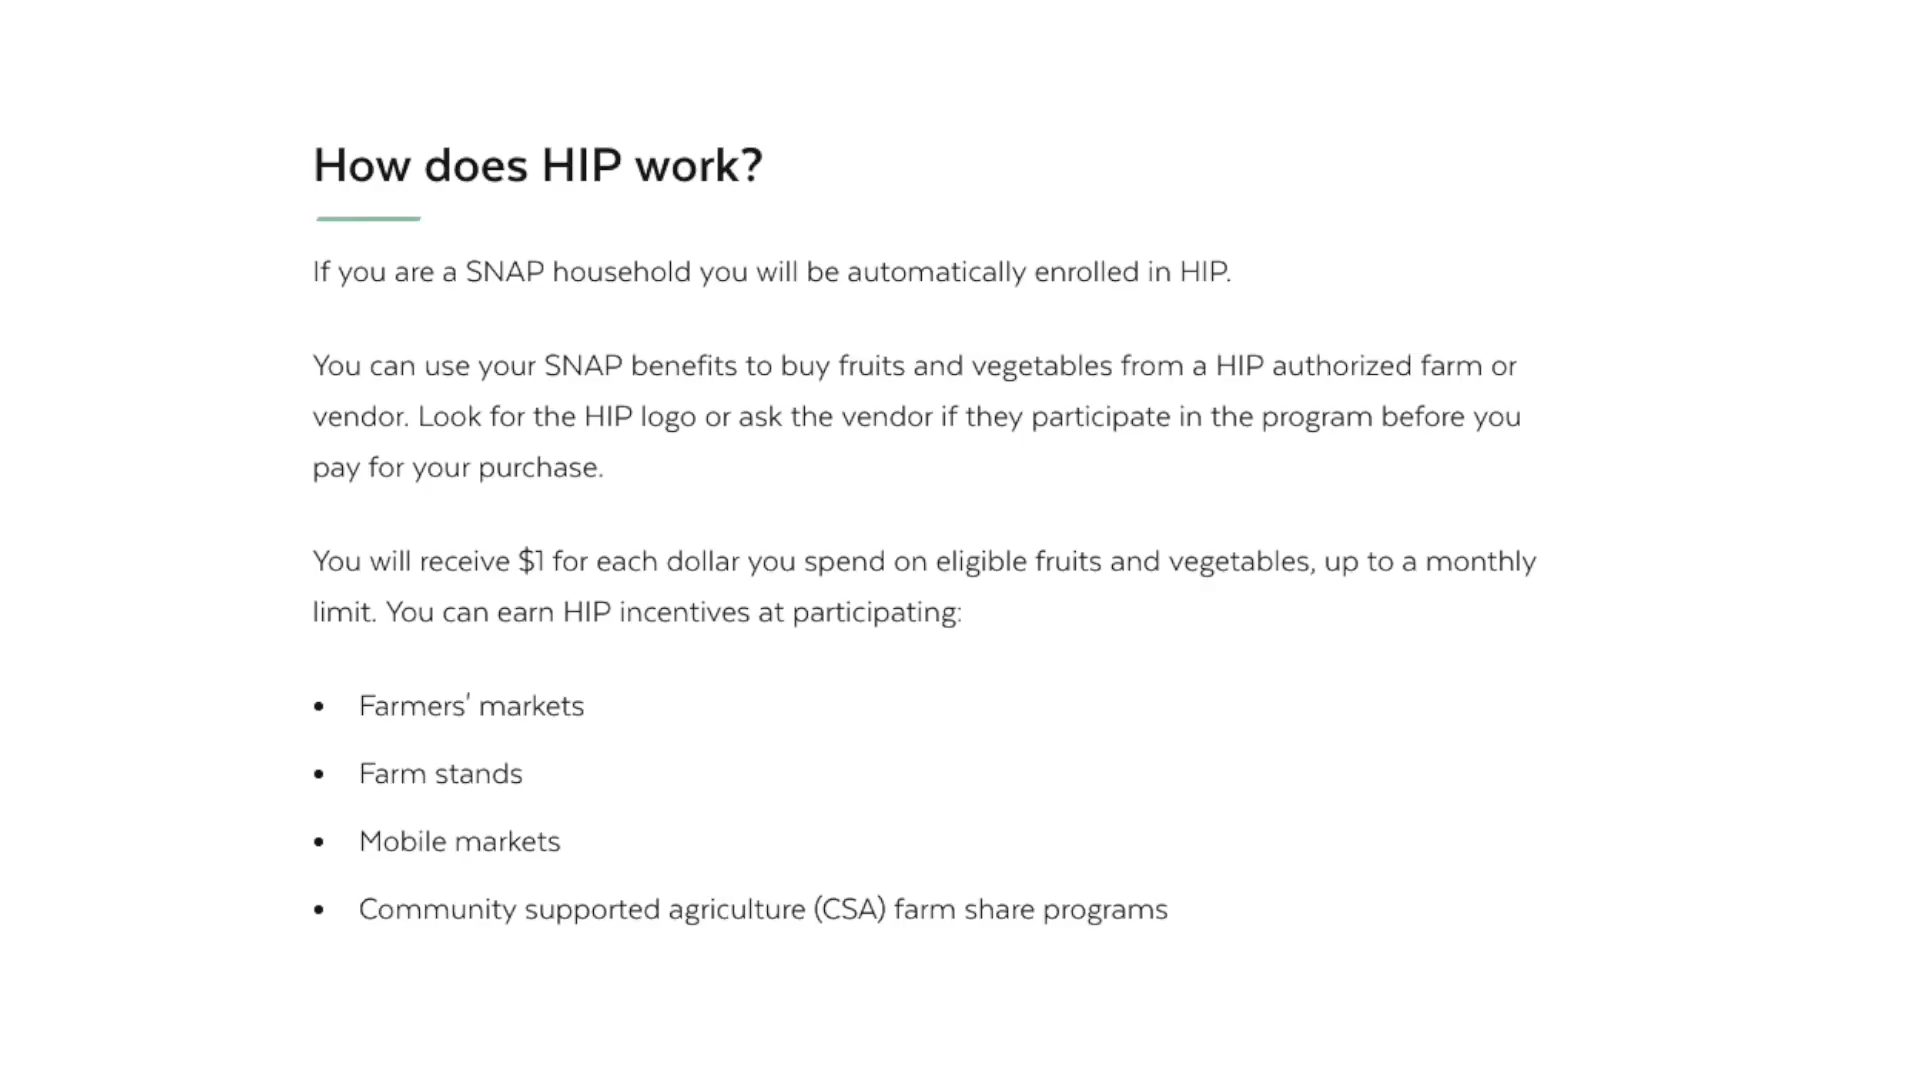 How does HIP work?
If you are a SNAP household you will be automatically enrolled in HIP.
You can use your SNAP benefits to buy fruits and vegetables from a HIP authorized farm or
vendor. Look for the HIP logo or ask the vendor if they participate in the program before you
pay for your purchase.
You will receive $1 for each dollar you spend on eligible fruits and vegetables, up to a monthly
limit. You can earn HIP incentives at participating:
• Farmers' markets
• Farm stands
• Mobile markets
• Community supported agriculture (CSA) farm share programs